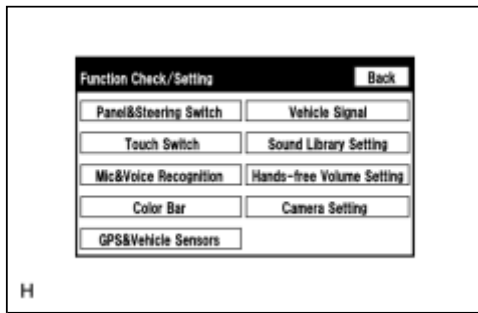 Function Check/Setting Back
Panel&Steering Switch Vehicle Signal
Touch Switch Sound Library Setting
Mic&Voice Recognition Hands-free Volume Setting
Color Bar Camera Setting
GPS&Vehicle Sensors
H